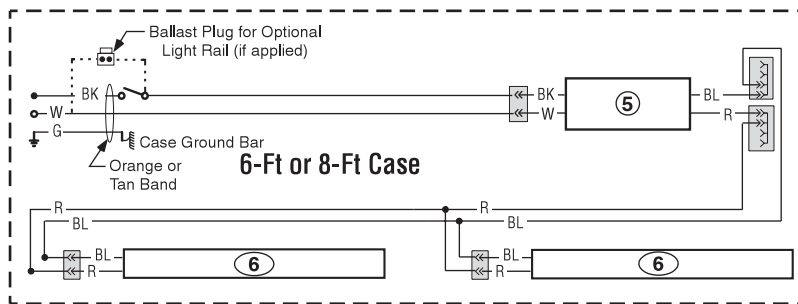 Ballast Plug for Optional
Light Rail (if applied)
BK
W
G
Case Ground Bar
Orange or
Tan Band
6-Ft or 8-Ft Case
BK
W
5
BL
R
R
BL
R
BL
BL
R
6
BL
R
6